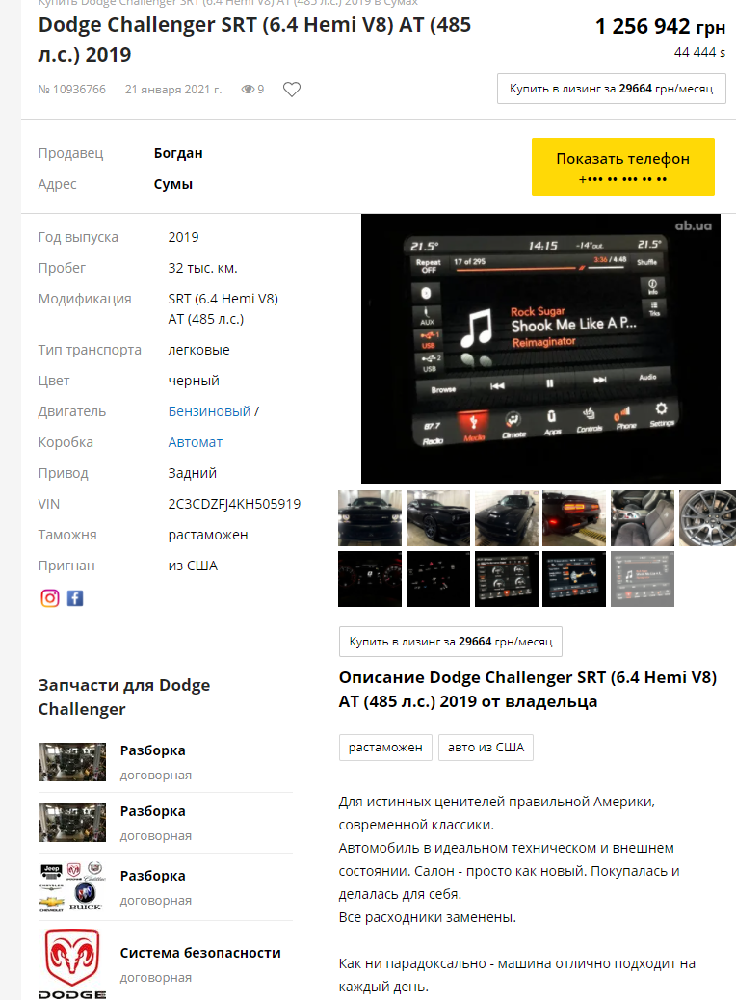 Купить Dodge Challenger SRT (6.4 Hemi V8) AT (485 л.с.) 2019 в Сумах
Dodge Challenger SRT (6.4 Hemi V8) AT (485
л.с.) 2019
1 256 942 грн
44 444 $
№ 10936766 21 января 2021 г. 9
Купить в лизинг за 29664 грн/месяц
Продавец Богдан
Адрес Сумы
Показать телефон
+••• •• ••• •• ••
Год выпуска 2019
Пробег 32 тыс. км.
Модификация SRT (6.4 Hemi V8)
AT (485 л.с.)
Тип транспорта легковые
Цвет черный
Двигатель Бензиновый /
Коробка Автомат
Привод Задний
VIN 2C3CDZFJ4KH505919
Таможня растаможен
Пригнан из США
ab.ua
21.5° 14:15 -14°out. 21.5°
Repeat
OFF
17 of 295
3:36 / 4:48
Shuffle
Info
AUX
Trks
1
USB
2
USB
Rock Sugar
Shook Me Like A P...
Reimaginator
Browse
Audio
87.7
Radio
Media
Climate
Apps
Controls
Phone
Settings
Купить в лизинг за 29664 грн/месяц
Описание Dodge Challenger SRT (6.4 Hemi V8)
AT (485 л.с.) 2019 от владельца
растаможен
авто из США
Для истинных ценителей правильной Америки,
современной классики.
Автомобиль в идеальном техническом и внешнем
состоянии. Салон - просто как новый. Покупалась и
делалась для себя.
Все расходники заменены.
Как ни парадоксально - машина отлично подходит на
каждый день.
Запчасти для Dodge
Challenger
Разборка
договорная
Разборка
договорная
Jeep
Cadillac
CHRYSLER
CHEVROLET
BUICK
Разборка
договорная
DODGE
Система безопасности
договорная